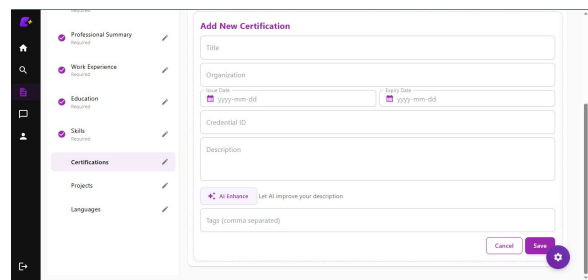 Professional Summary
Required
Work Experience
Required
Education
Required
Skills
Required
Certifications
Projects
Languages
Add New Certification
Title
Organization
Issue Date
yyyy-mm-dd
Expiry Date
yyyy-mm-dd
Credential ID
Description
AI Enhance Let AI improve your description
Tags (comma separated)
Cancel Save